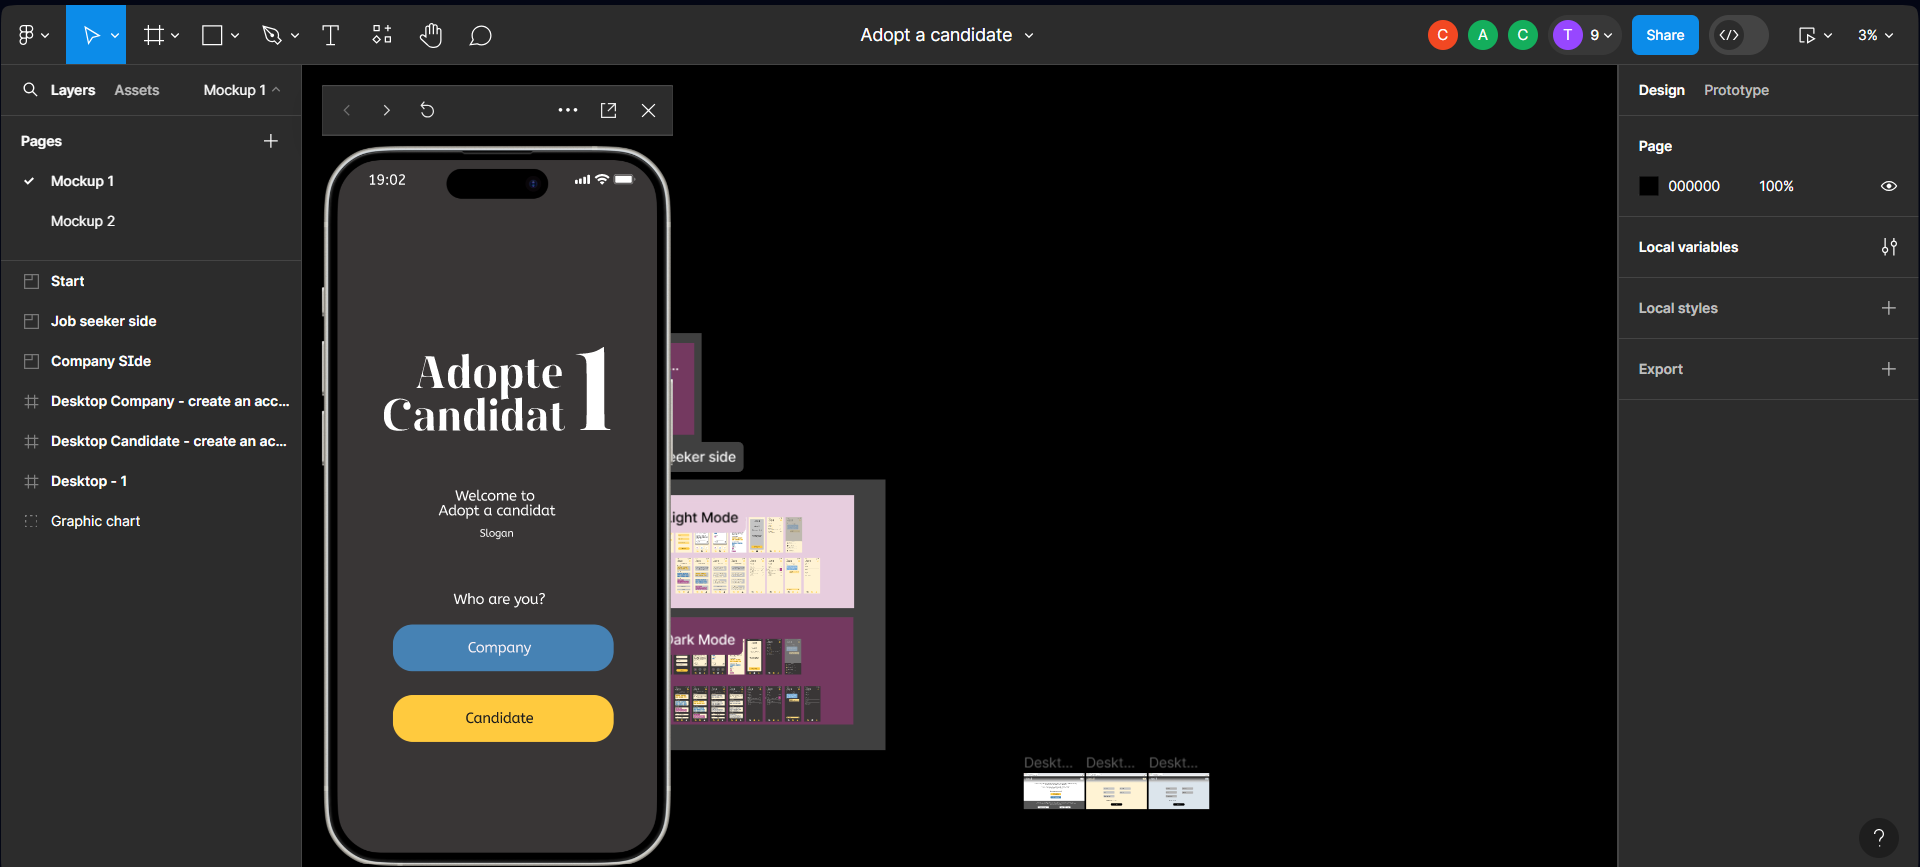 Adopt a candidate
C
A
C
T
9
Share
3%
Layers
Assets
Mockup 1
Pages
Mockup 1
Mockup 2
Start
Job seeker side
Company SIde
Desktop Company - create an acc...
Desktop Candidate - create an ac...
Desktop - 1
Graphic chart
19:02
Adopte
Candidat
1
Welcome to
Adopt a candidat
Slogan
Who are you?
Company
Candidate
...
eeker side
ight Mode
Dark Mode
Deskt...
Deskt...
Deskt...
Design
Prototype
Page
000000
100%
Local variables
Local styles
Export
?